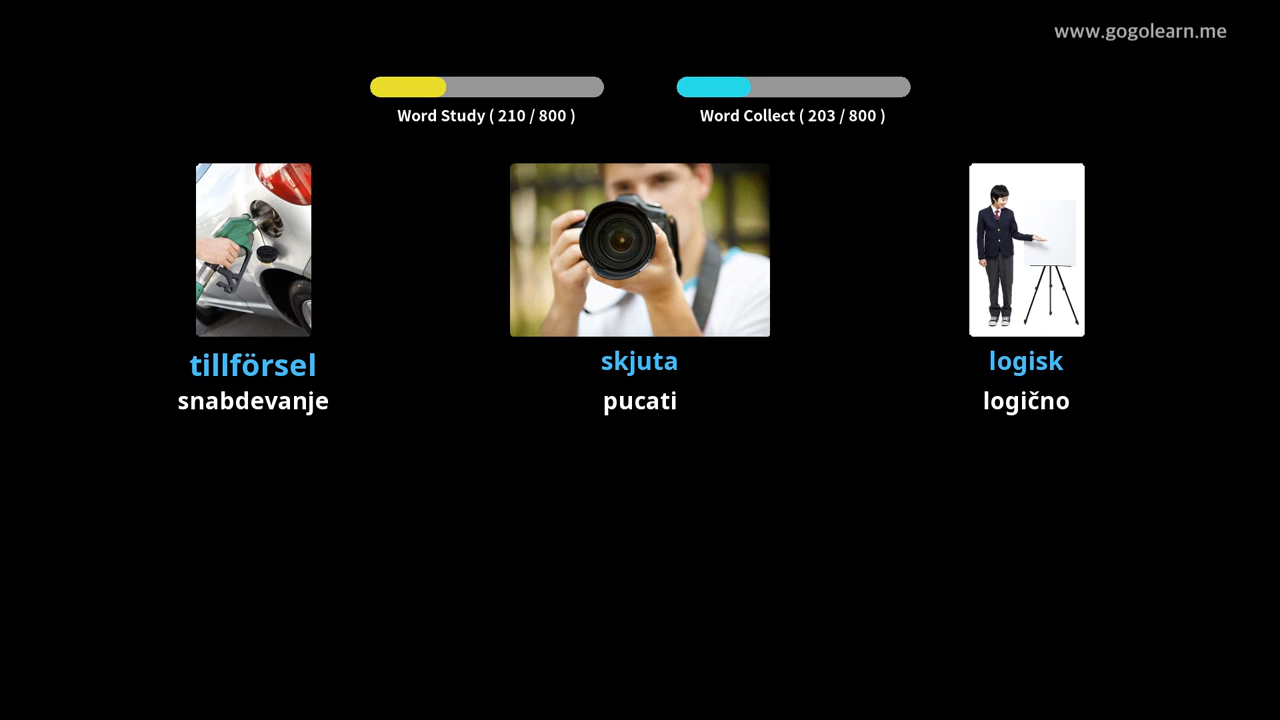 www.gogolearn.me
Word Study ( 210 / 800 )
Word Collect ( 203 / 800 )
tillförsel
snabdevanje
skjuta
pucati
logisk
logično